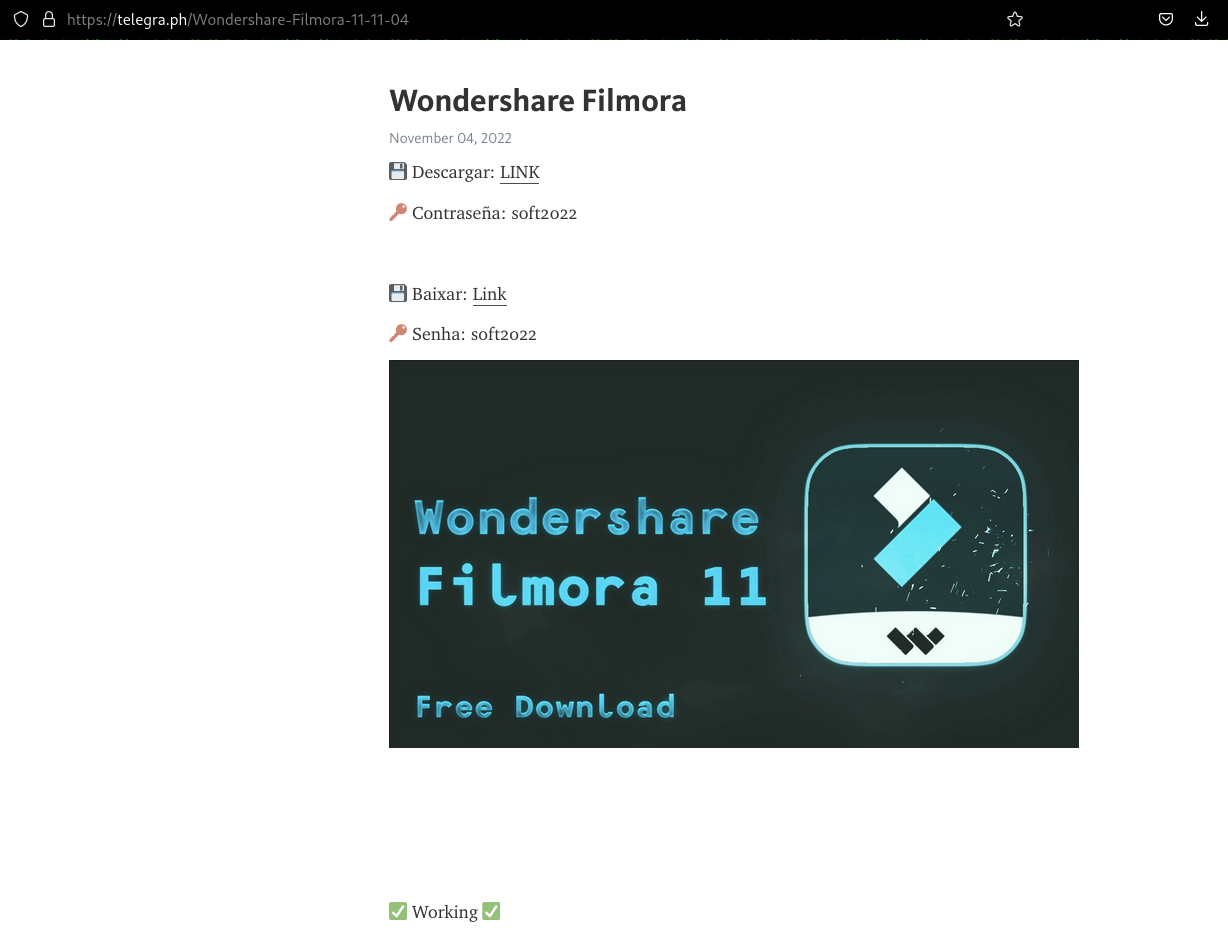 https://telegra.ph/Wondershare-Filmora-11-11-04
Wondershare Filmora
November 04, 2022
💾 Descargar: LINK
🔑 Contraseña: soft2022
💾 Baixar: Link
🔑 Senha: soft2022
Wondershare
Filmora 11
Free Download
✅ Working ✅